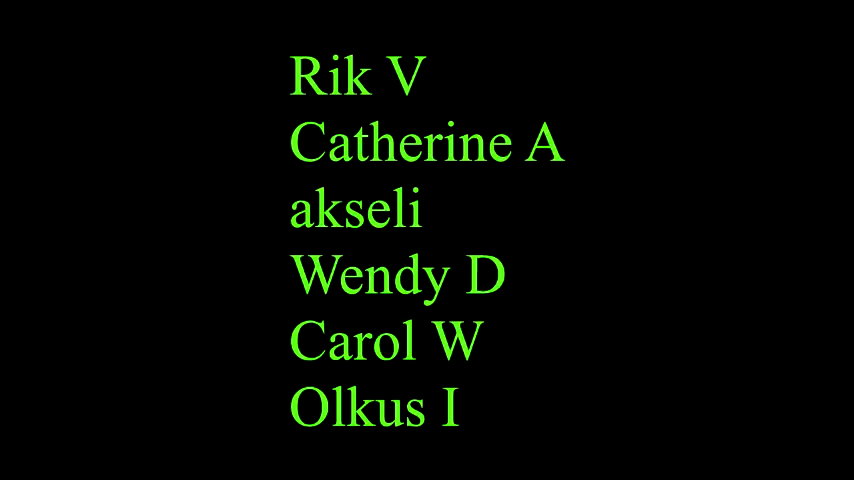 Rik V
Catherine A
akseli
Wendy D
Carol W
Olkus I